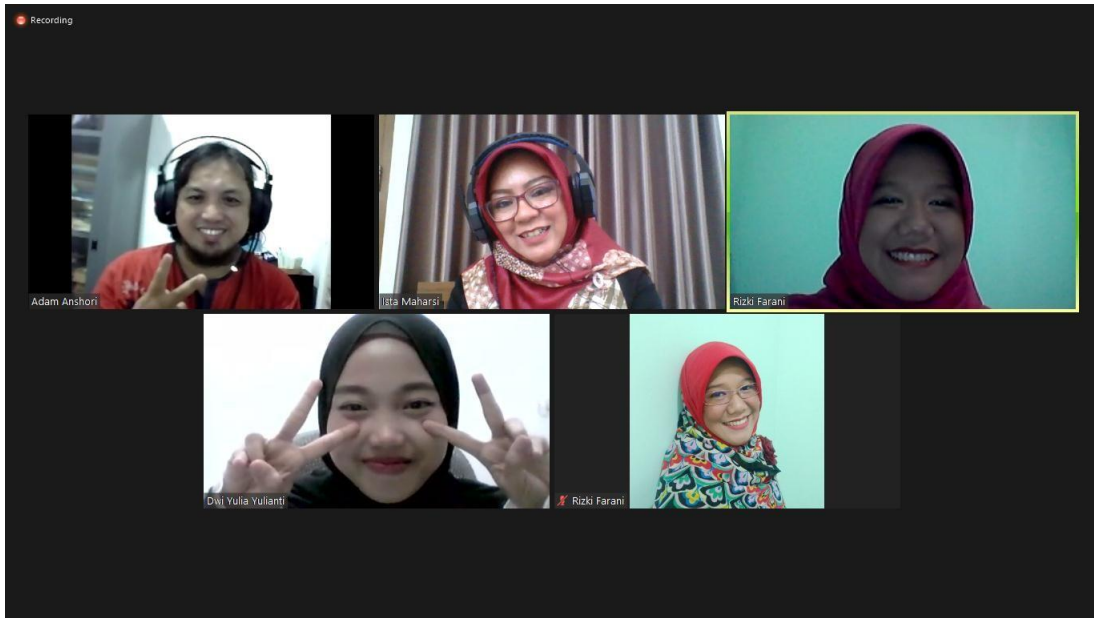 Recording
Adam Anshori
Ista Maharsi
Rizki Farani
Dwi Yulia Yulianti
Rizki Farani